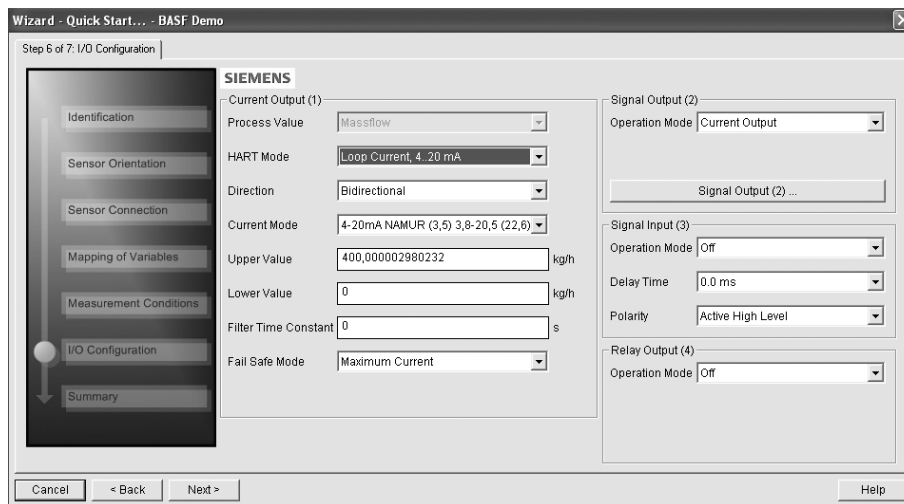 Wizard - Quick Start... - BASF Demo
Step 6 of 7: I/O Configuration
Identification
Sensor Orientation
Sensor Connection
Mapping of Variables
Measurement Conditions
I/O Configuration
Summary
SIEMENS
Current Output (1)
Process Value Massflow
HART Mode Loop Current, 4..20 mA
Direction Bidirectional
Current Mode 4-20mA NAMUR (3,5) 3,8-20,5 (22,6)
Upper Value 400,000002980232 kg/h
Lower Value 0 kg/h
Filter Time Constant 0 s
Fail Safe Mode Maximum Current
Signal Output (2)
Operation Mode Current Output
Signal Output (2) ...
Signal Input (3)
Operation Mode Off
Delay Time 0.0 ms
Polarity Active High Level
Relay Output (4)
Operation Mode Off
Cancel < Back Next > Help